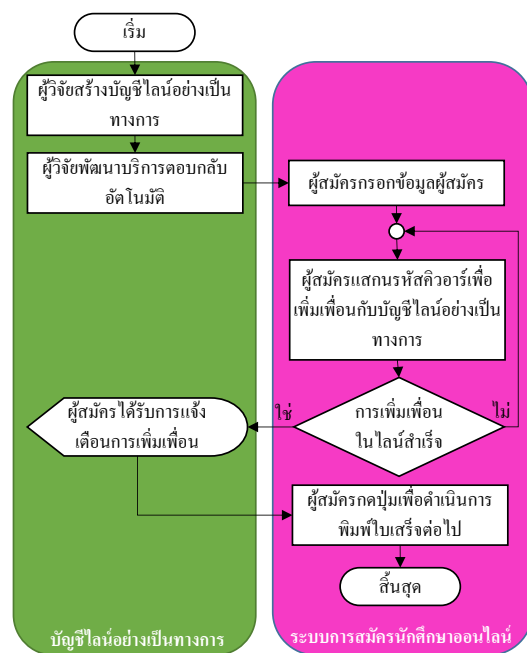 เริ่ม
ผู้วิจัยสร้างบัญชีไลน์อย่างเป็น
ทางการ
ผู้วิจัยพัฒนาบริการตอบกลับ
อัตโนมัติ
ผู้สมัครกรอกข้อมูลผู้สมัคร
ผู้สมัครแสกนรหัสคิวอาร์เพื่อ
เพิ่มเพื่อนกับบัญชีไลน์อย่างเป็น
ทางการ
การเพิ่มเพื่อน
ในไลน์สำเร็จ
ใช่
ไม่
ผู้สมัครได้รับการแจ้ง
เตือนการเพิ่มเพื่อน
ผู้สมัครกดปุ่มเพื่อดำเนินการ
พิมพ์ใบเสร็จต่อไป
สิ้นสุด
บัญชีไลน์อย่างเป็นทางการ
ระบบการสมัครนักศึกษาออนไลน์